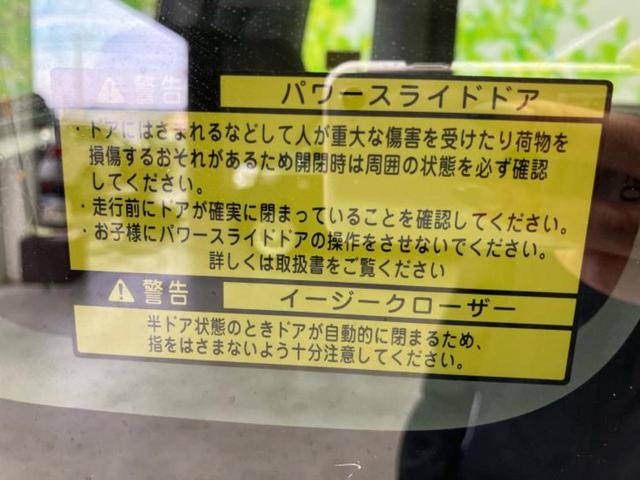 警告 パワースライドドア
・ドアにはさまれるなどして人が重大な傷害を受けたり荷物を
損傷するおそれがあるため開閉時は周囲の状態を必ず確認
してください。
・走行前にドアが確実に閉まっていることを確認してください。
・お子様にパワースライドドアの操作をさせないでください。
詳しくは取扱書をご覧ください
警告 イージークローザー
半ドア状態のときドアが自動的に閉まるため、
指をはさまないよう十分注意してください。